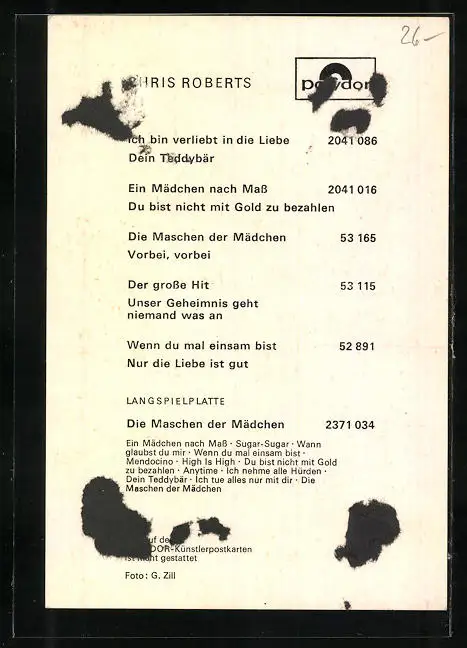 26-
CHRIS ROBERTS
Polydor
Ich bin verliebt in die Liebe 2041 086
Dein Teddybär
Ein Mädchen nach Maß 2041 016
Du bist nicht mit Gold zu bezahlen
Die Maschen der Mädchen 53 165
Vorbei, vorbei
Der große Hit 53 115
Unser Geheimnis geht
niemand was an
Wenn du mal einsam bist 52 891
Nur die Liebe ist gut
LANGSPIELPLATTE
Die Maschen der Mädchen 2371 034
Ein Mädchen nach Maß · Sugar-Sugar · Wann
glaubst du mir · Wenn du mal einsam bist ·
Mendocino · High Is High · Du bist nicht mit Gold
zu bezahlen · Anytime · Ich nehme alle Hürden ·
Dein Teddybär · Ich tue alles nur mit dir · Die
Maschen der Mädchen
auf
DOR-Künstlerpostkarten
ist nicht gestattet
Foto: G. Zill